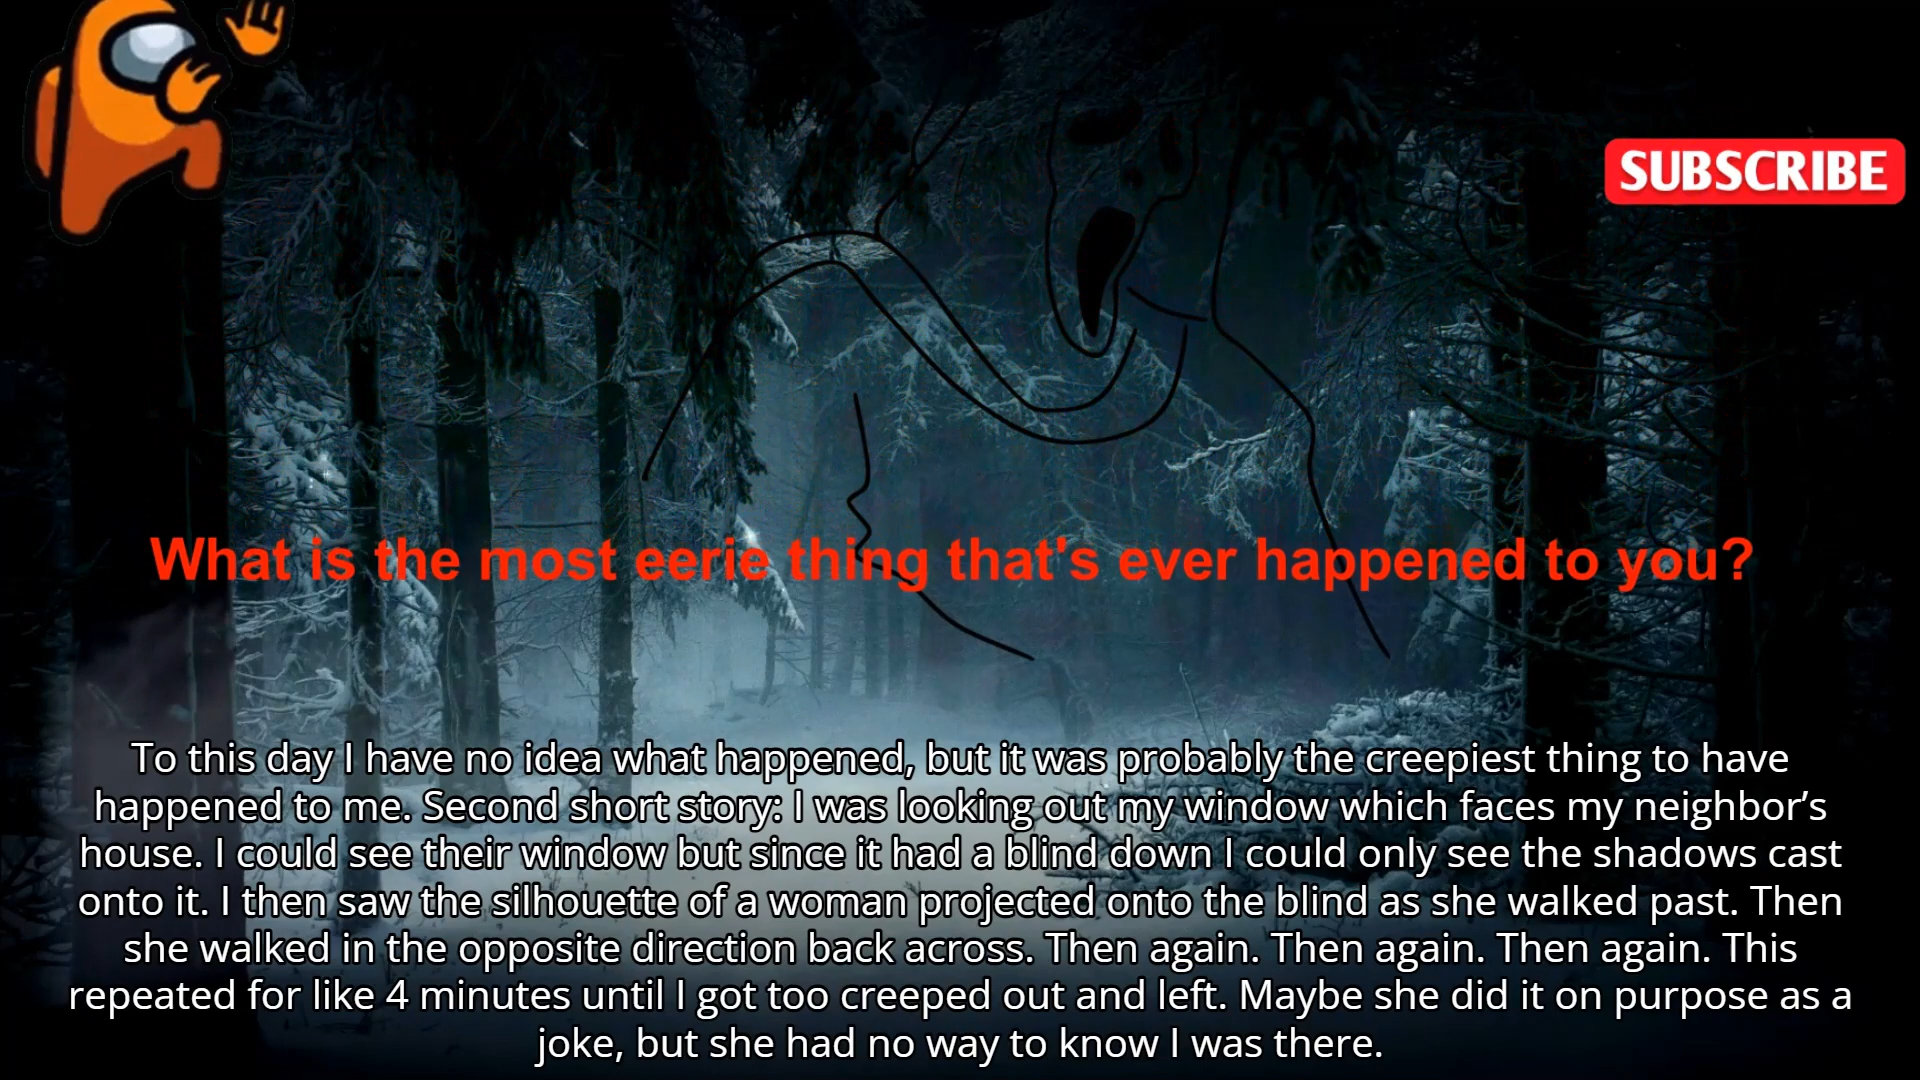 SUBSCRIBE
What is the most eerie thing that's ever happened to you?
To this day I have no idea what happened, but it was probably the creepiest thing to have
happened to me. Second short story: I was looking out my window which faces my neighbor’s
house. I could see their window but since it had a blind down I could only see the shadows cast
onto it. I then saw the silhouette of a woman projected onto the blind as she walked past. Then
she walked in the opposite direction back across. Then again. Then again. Then again. This
repeated for like 4 minutes until I got too creeped out and left. Maybe she did it on purpose as a
joke, but she had no way to know I was there.